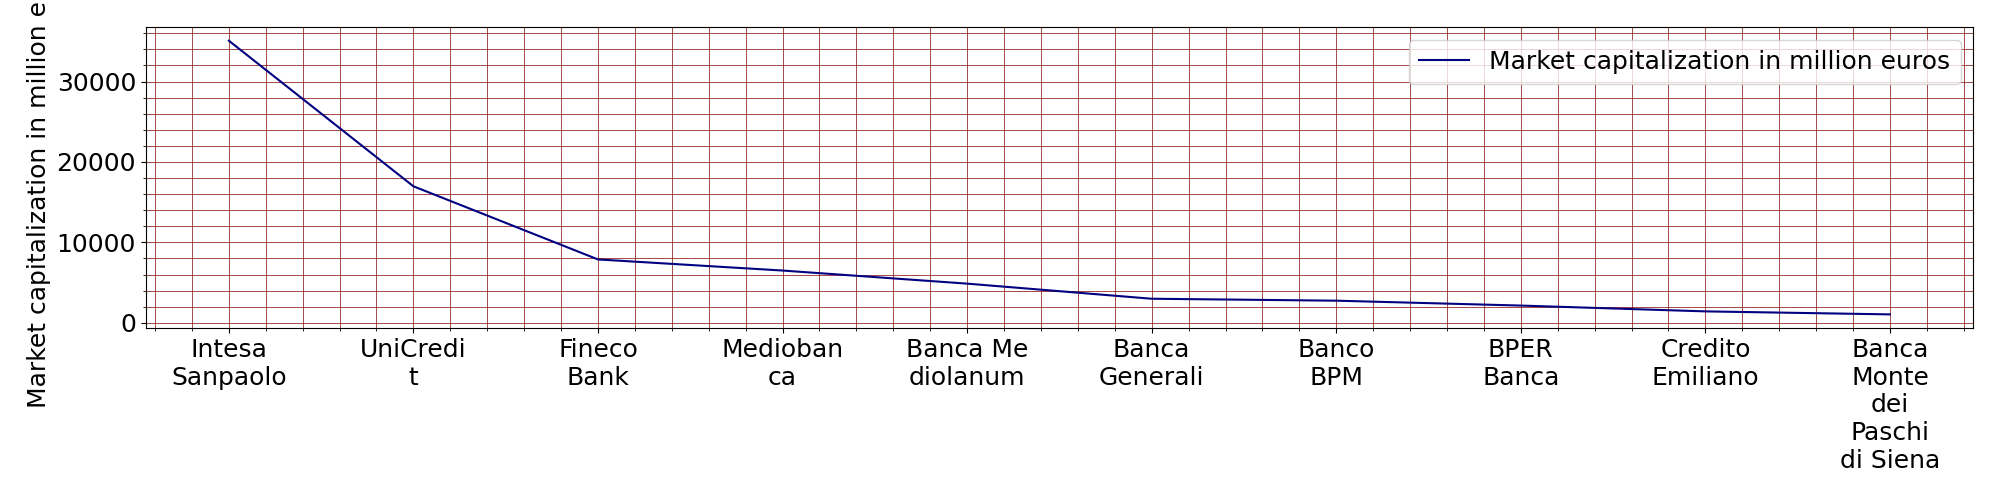 Market capitalization in million e
30000
20000
10000
0
Market capitalization in million euros
Intesa
Sanpaolo
UniCredi
t
Fineco
Bank
Medioban
ca
Banca Me
diolanum
Banca
Generali
Banco
BPM
BPER
Banca
Credito
Emiliano
Banca
Monte
dei
Paschi
di Siena